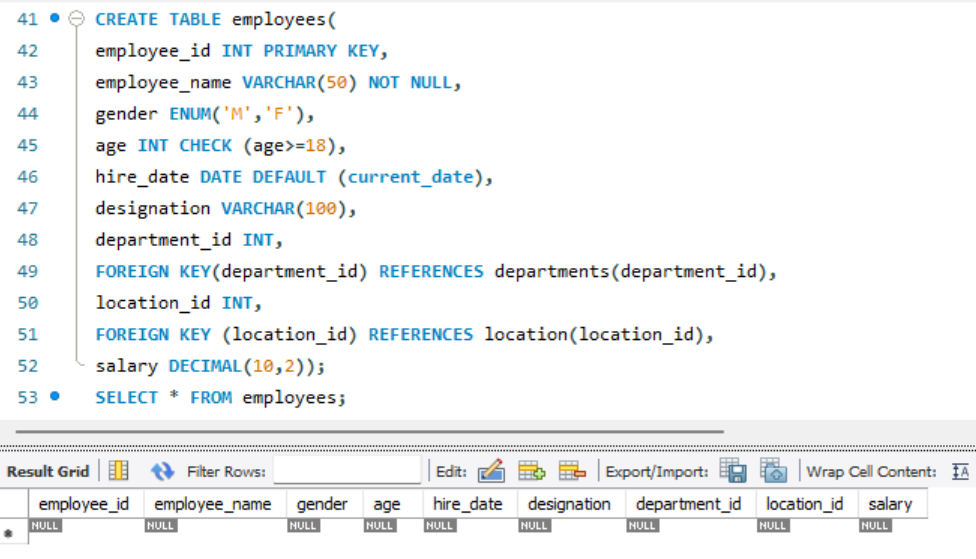 41 CREATE TABLE employees(
42 employee_id INT PRIMARY KEY,
43 employee_name VARCHAR(50) NOT NULL,
44 gender ENUM('M','F'),
45 age INT CHECK (age>=18),
46 hire_date DATE DEFAULT (current_date),
47 designation VARCHAR(100),
48 department_id INT,
49 FOREIGN KEY(department_id) REFERENCES departments(department_id),
50 location_id INT,
51 FOREIGN KEY (location_id) REFERENCES location(location_id),
52 salary DECIMAL(10,2));
53 SELECT * FROM employees;
Result Grid Filter Rows: Edit: Export/Import: Wrap Cell Content: IA
employee_id employee_name gender age hire_date designation department_id location_id salary
* NULL NULL NULL NULL NULL NULL NULL NULL NULL